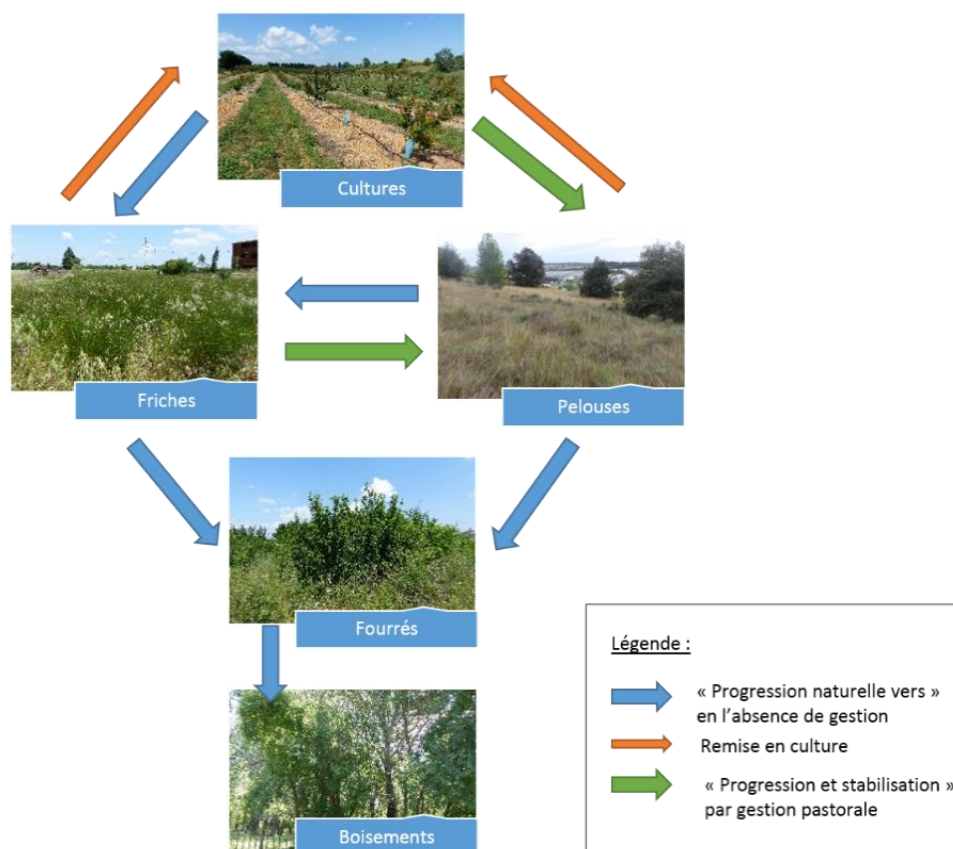 Cultures
Friches
Pelouses
Fourrés
Boisements
Légende :
« Progression naturelle vers »
en l’absence de gestion
Remise en culture
« Progression et stabilisation »
par gestion pastorale